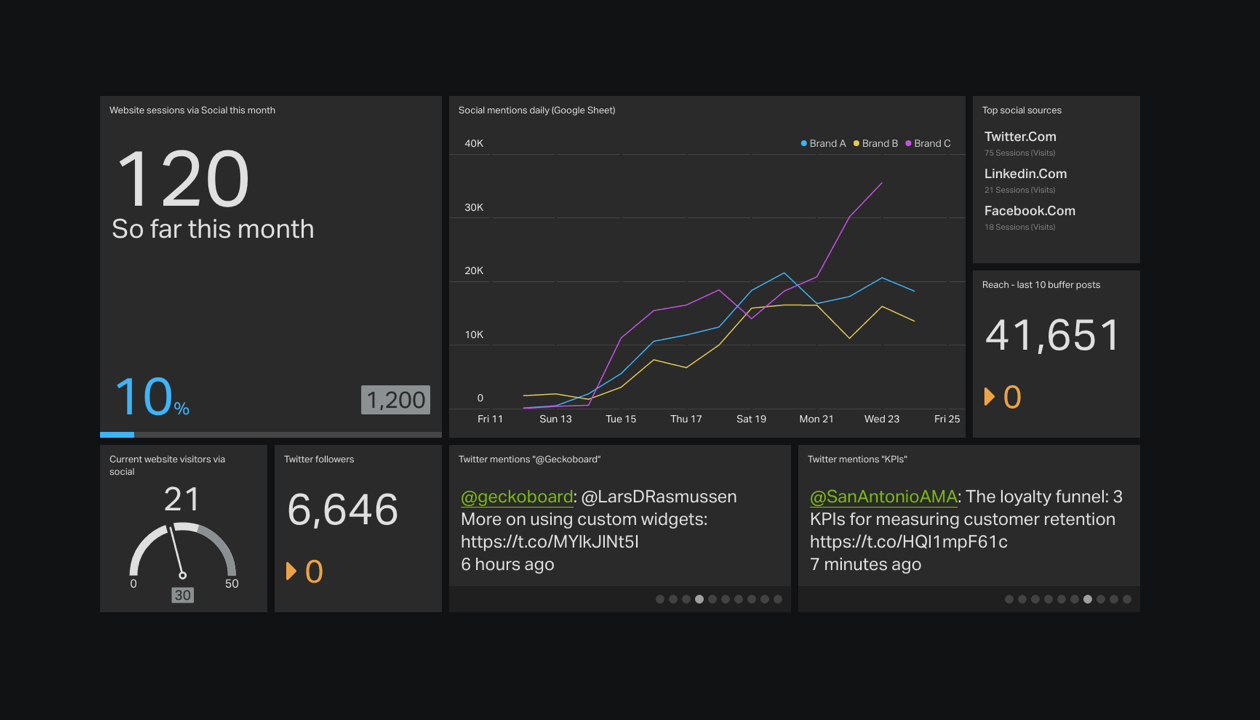 Website sessions via Social this month
120
So far this month
10%
1,200
Social mentions daily (Google Sheet)
Brand A Brand B Brand C
40K
30K
20K
10K
0
Fri 11 Sun 13 Tue 15 Thu 17 Sat 19 Mon 21 Wed 23 Fri 25
Top social sources
Twitter.Com
75 Sessions (Visits)
Linkedin.Com
21 Sessions (Visits)
Facebook.Com
18 Sessions (Visits)
Reach - last 10 buffer posts
41,651
0
Current website visitors via
social
21
0 50
30
Twitter followers
6,646
0
Twitter mentions "@Geckoboard"
@geckoboard: @LarsDRasmussen
More on using custom widgets:
https://t.co/MYIkJINt5I
6 hours ago
Twitter mentions "KPIs"
@SanAntonioAMA: The loyalty funnel: 3
KPIs for measuring customer retention
https://t.co/HQI1mpF61c
7 minutes ago